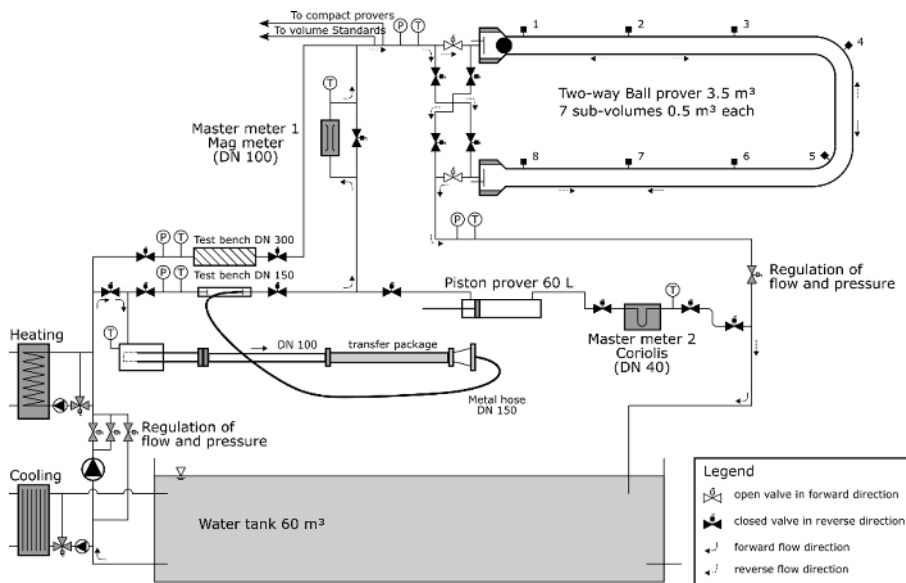 To compact provers
To volume Standards
P
T
1
2
3
4
Two-way Ball prover 3.5 m³
7 sub-volumes 0.5 m³ each
T
Master meter 1
Mag meter
(DN 100)
8
7
6
5
P
T
Test bench DN 300
P
T
Regulation of
flow and pressure
P
T
Test bench DN 150
Piston prover 60 L
T
Master meter 2
Coriolis
(DN 40)
Heating
T
DN 100
transfer package
Metal hose
DN 150
Regulation of
flow and pressure
Cooling
Water tank 60 m³
Legend
open valve in forward direction
closed valve in reverse direction
forward flow direction
reverse flow direction